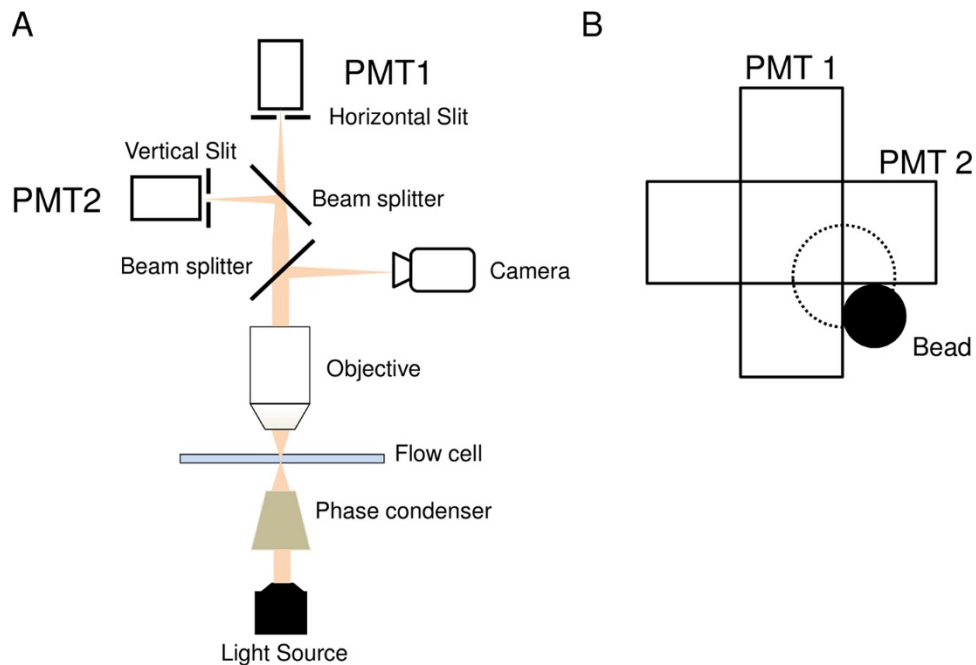 A
PMT1
Horizontal Slit
Vertical Slit
PMT2
Beam splitter
Beam splitter
Camera
Objective
Flow cell
Phase condenser
Light Source
B
PMT 1
PMT 2
Bead